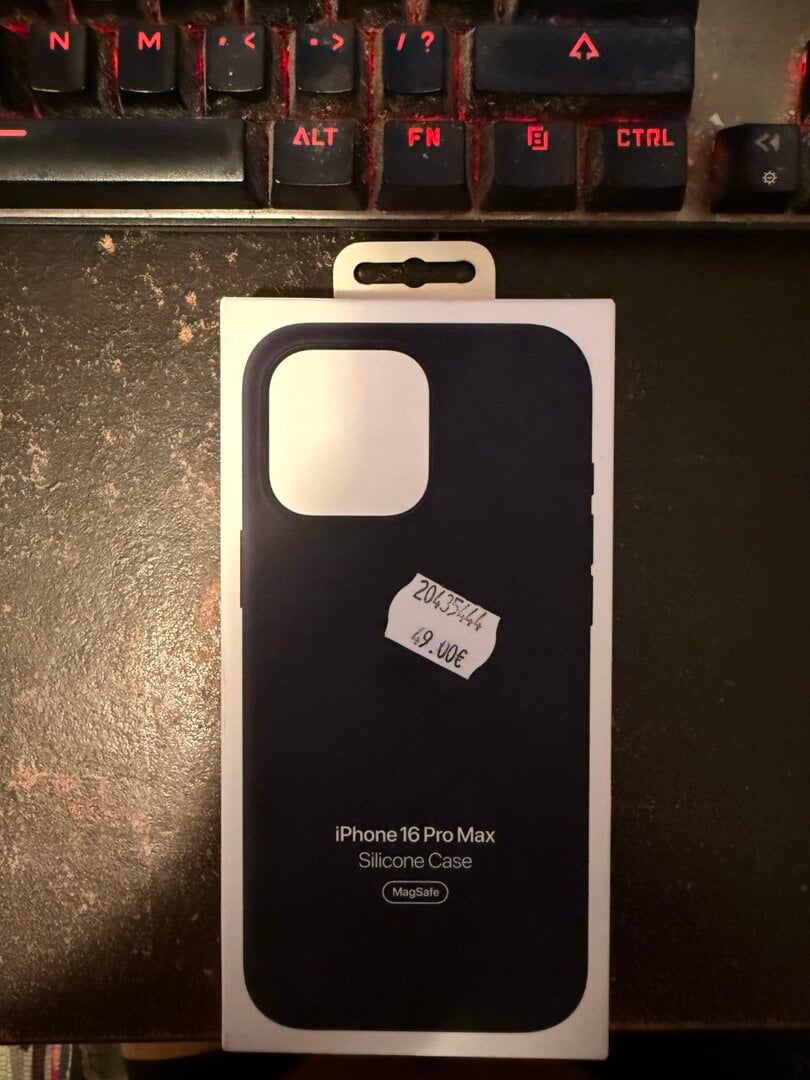 N M , < . > / ?
ALT FN CTRL
20435444
49.00€
iPhone 16 Pro Max
Silicone Case
MagSafe